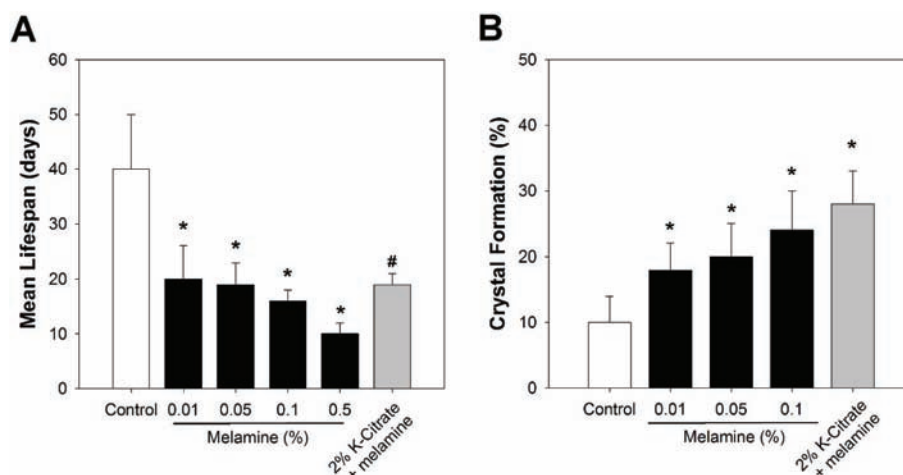 A
60
50
40
30
20
10
0
Mean Lifespan (days)
*
*
*
*
#
Control
0.01
0.05
0.1
0.5
Melamine (%)
2% K-Citrate
+ melamine
B
50
40
30
20
10
0
Crystal Formation (%)
*
*
*
*
Control
0.01
0.05
0.1
Melamine (%)
2% K-Citrate
+ melamine